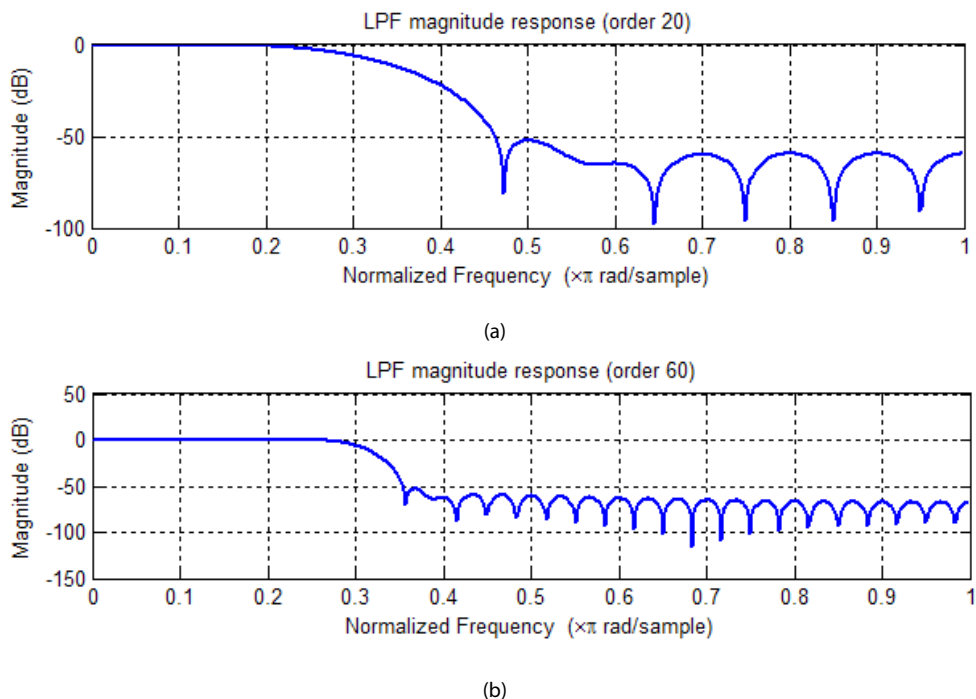 LPF magnitude response (order 20)
Magnitude (dB)
0
-50
-100
0 0.1 0.2 0.3 0.4 0.5 0.6 0.7 0.8 0.9 1
Normalized Frequency (×π rad/sample)
(a)
LPF magnitude response (order 60)
Magnitude (dB)
50
0
-50
-100
-150
0 0.1 0.2 0.3 0.4 0.5 0.6 0.7 0.8 0.9 1
Normalized Frequency (×π rad/sample)
(b)